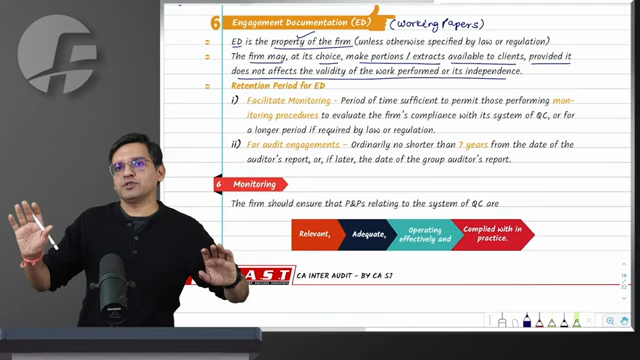 6 Engagement Documentation (ED) (Working Papers)
ED is the property of the firm (unless otherwise specified by law or regulation)
The firm may, at its choice, make portions / extracts available to clients, provided it
does not affects the validity of the work performed or its independence.
Retention Period for ED
i) Facilitate Monitoring - Period of time sufficient to permit those performing mon-
itoring procedures to evaluate the firm's compliance with its system of QC, or for
a longer period if required by law or regulation.
ii) For audit engagements - Ordinarily no shorter than 7 years from the date of the
auditor's report, or, if later, the date of the group auditor's report.
6 Monitoring
The firm should ensure that P&Ps relating to the system of QC are
Relevant,
Adequate,
Operating
effectively and
Complied with in
practice.
CA INTER AUDIT - BY CA SJ